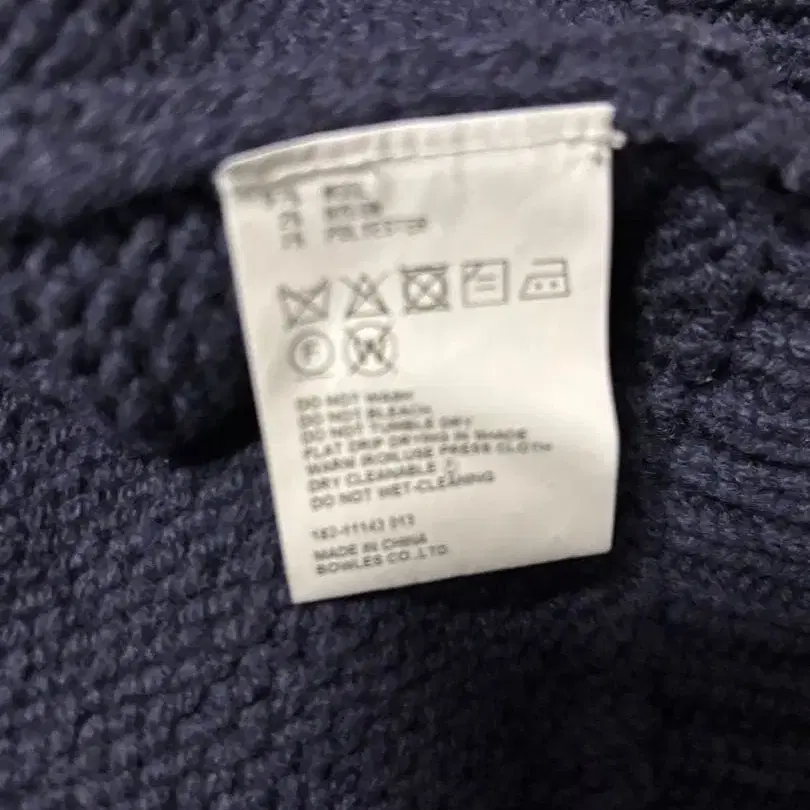 WOOL
NYLON
POLYESTER
F W
DO NOT WASH
DO NOT BLEACH
DO NOT TUMBLE DRY
FLAT DRIP DRYING IN SHADE
WARM IRON,USE PRESS CLOTH
DRY CLEANABLE Ⓕ
DO NOT WET-CLEANING
182-11143 013
MADE IN CHINA
BOWLES CO.,LTD.